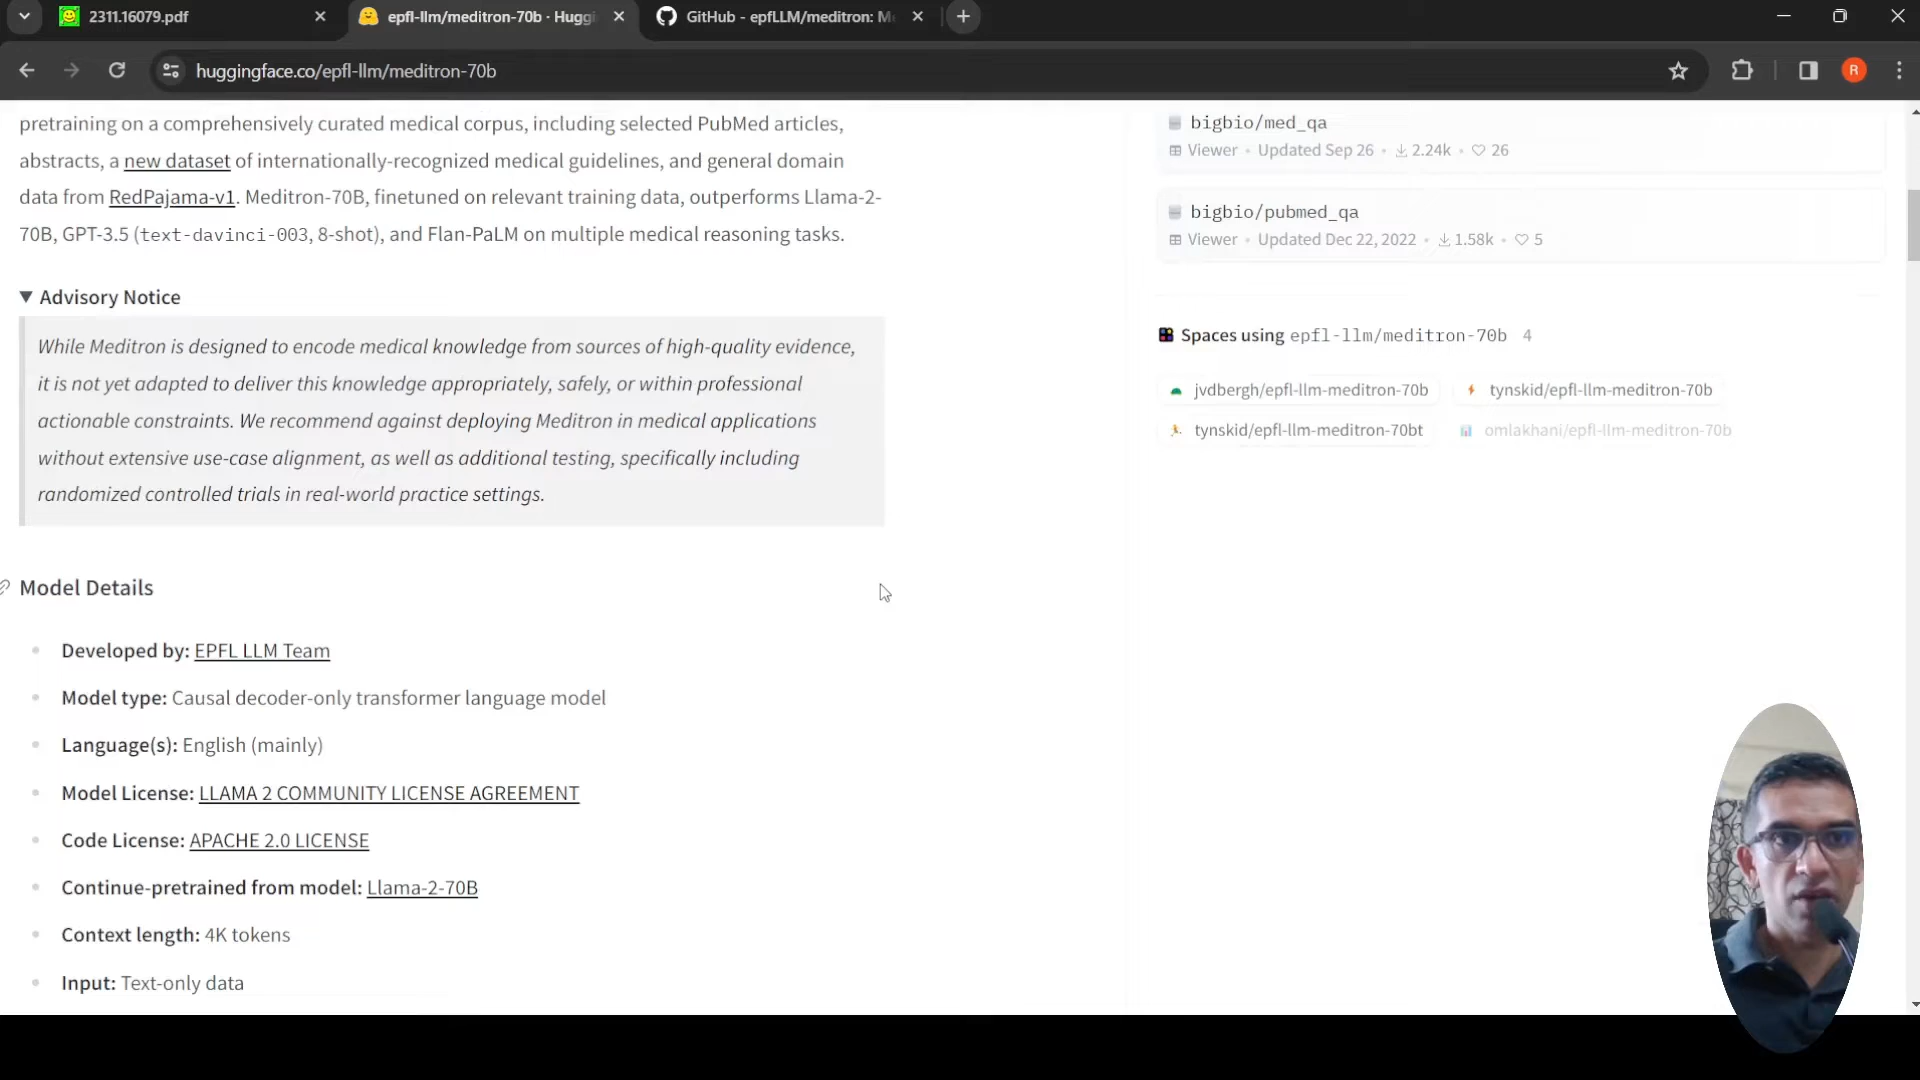 2311.16079.pdf
epfl-llm/meditron-70b · Huggi
GitHub - epfLLM/meditron: M
huggingface.co/epfl-llm/meditron-70b
R
pretraining on a comprehensively curated medical corpus, including selected PubMed articles,
abstracts, a new dataset of internationally-recognized medical guidelines, and general domain
data from RedPajama-v1. Meditron-70B, finetuned on relevant training data, outperforms Llama-2-
70B, GPT-3.5 (text-davinci-003, 8-shot), and Flan-PaLM on multiple medical reasoning tasks.
Advisory Notice
While Meditron is designed to encode medical knowledge from sources of high-quality evidence,
it is not yet adapted to deliver this knowledge appropriately, safely, or within professional
actionable constraints. We recommend against deploying Meditron in medical applications
without extensive use-case alignment, as well as additional testing, specifically including
randomized controlled trials in real-world practice settings.
Model Details
Developed by: EPFL LLM Team
Model type: Causal decoder-only transformer language model
Language(s): English (mainly)
Model License: LLAMA 2 COMMUNITY LICENSE AGREEMENT
Code License: APACHE 2.0 LICENSE
Continue-pretrained from model: Llama-2-70B
Context length: 4K tokens
Input: Text-only data
bigbio/med_qa
Viewer • Updated Sep 26 • 2.24k • 26
bigbio/pubmed_qa
Viewer • Updated Dec 22, 2022 • 1.58k • 5
Spaces using epfl-llm/meditron-70b 4
jvdbergh/epfl-llm-meditron-70b
tynskid/epfl-llm-meditron-70b
tynskid/epfl-llm-meditron-70bt
omlakhani/epfl-llm-meditron-70b